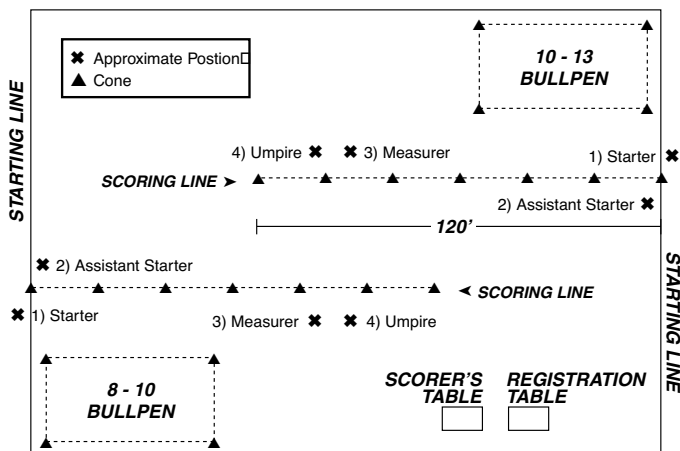 ✖ Approximate Postion□
▲ Cone
10 - 13
BULLPEN
STARTING LINE
4) Umpire
3) Measurer
1) Starter
SCORING LINE
2) Assistant Starter
120'
2) Assistant Starter
SCORING LINE
1) Starter
3) Measurer
4) Umpire
STARTING LINE
8 - 10
BULLPEN
SCORER'S
TABLE
REGISTRATION
TABLE